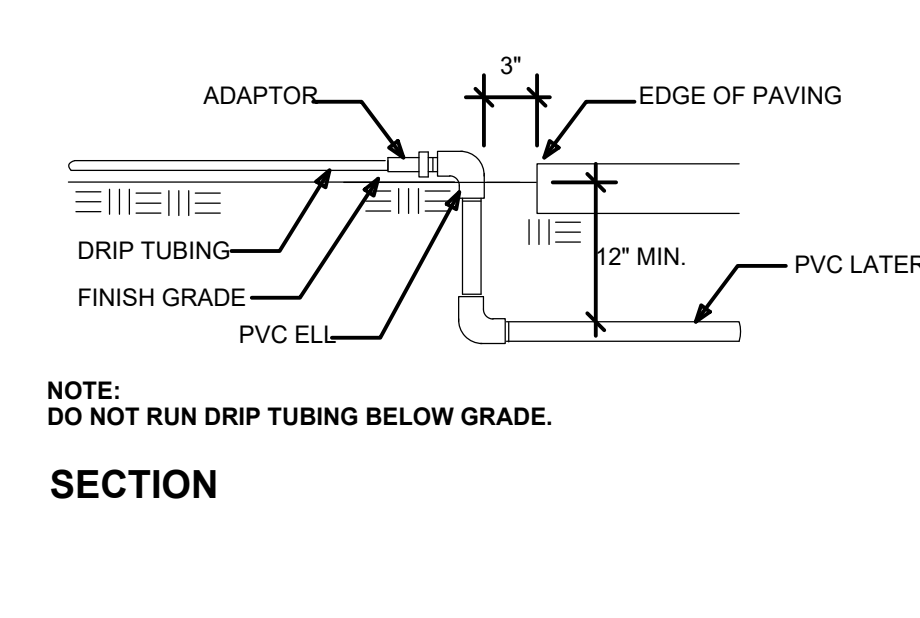 3"
ADAPTOR
EDGE OF PAVING
DRIP TUBING
12" MIN.
PVC LATER
FINISH GRADE
PVC ELL
NOTE:
DO NOT RUN DRIP TUBING BELOW GRADE.
SECTION